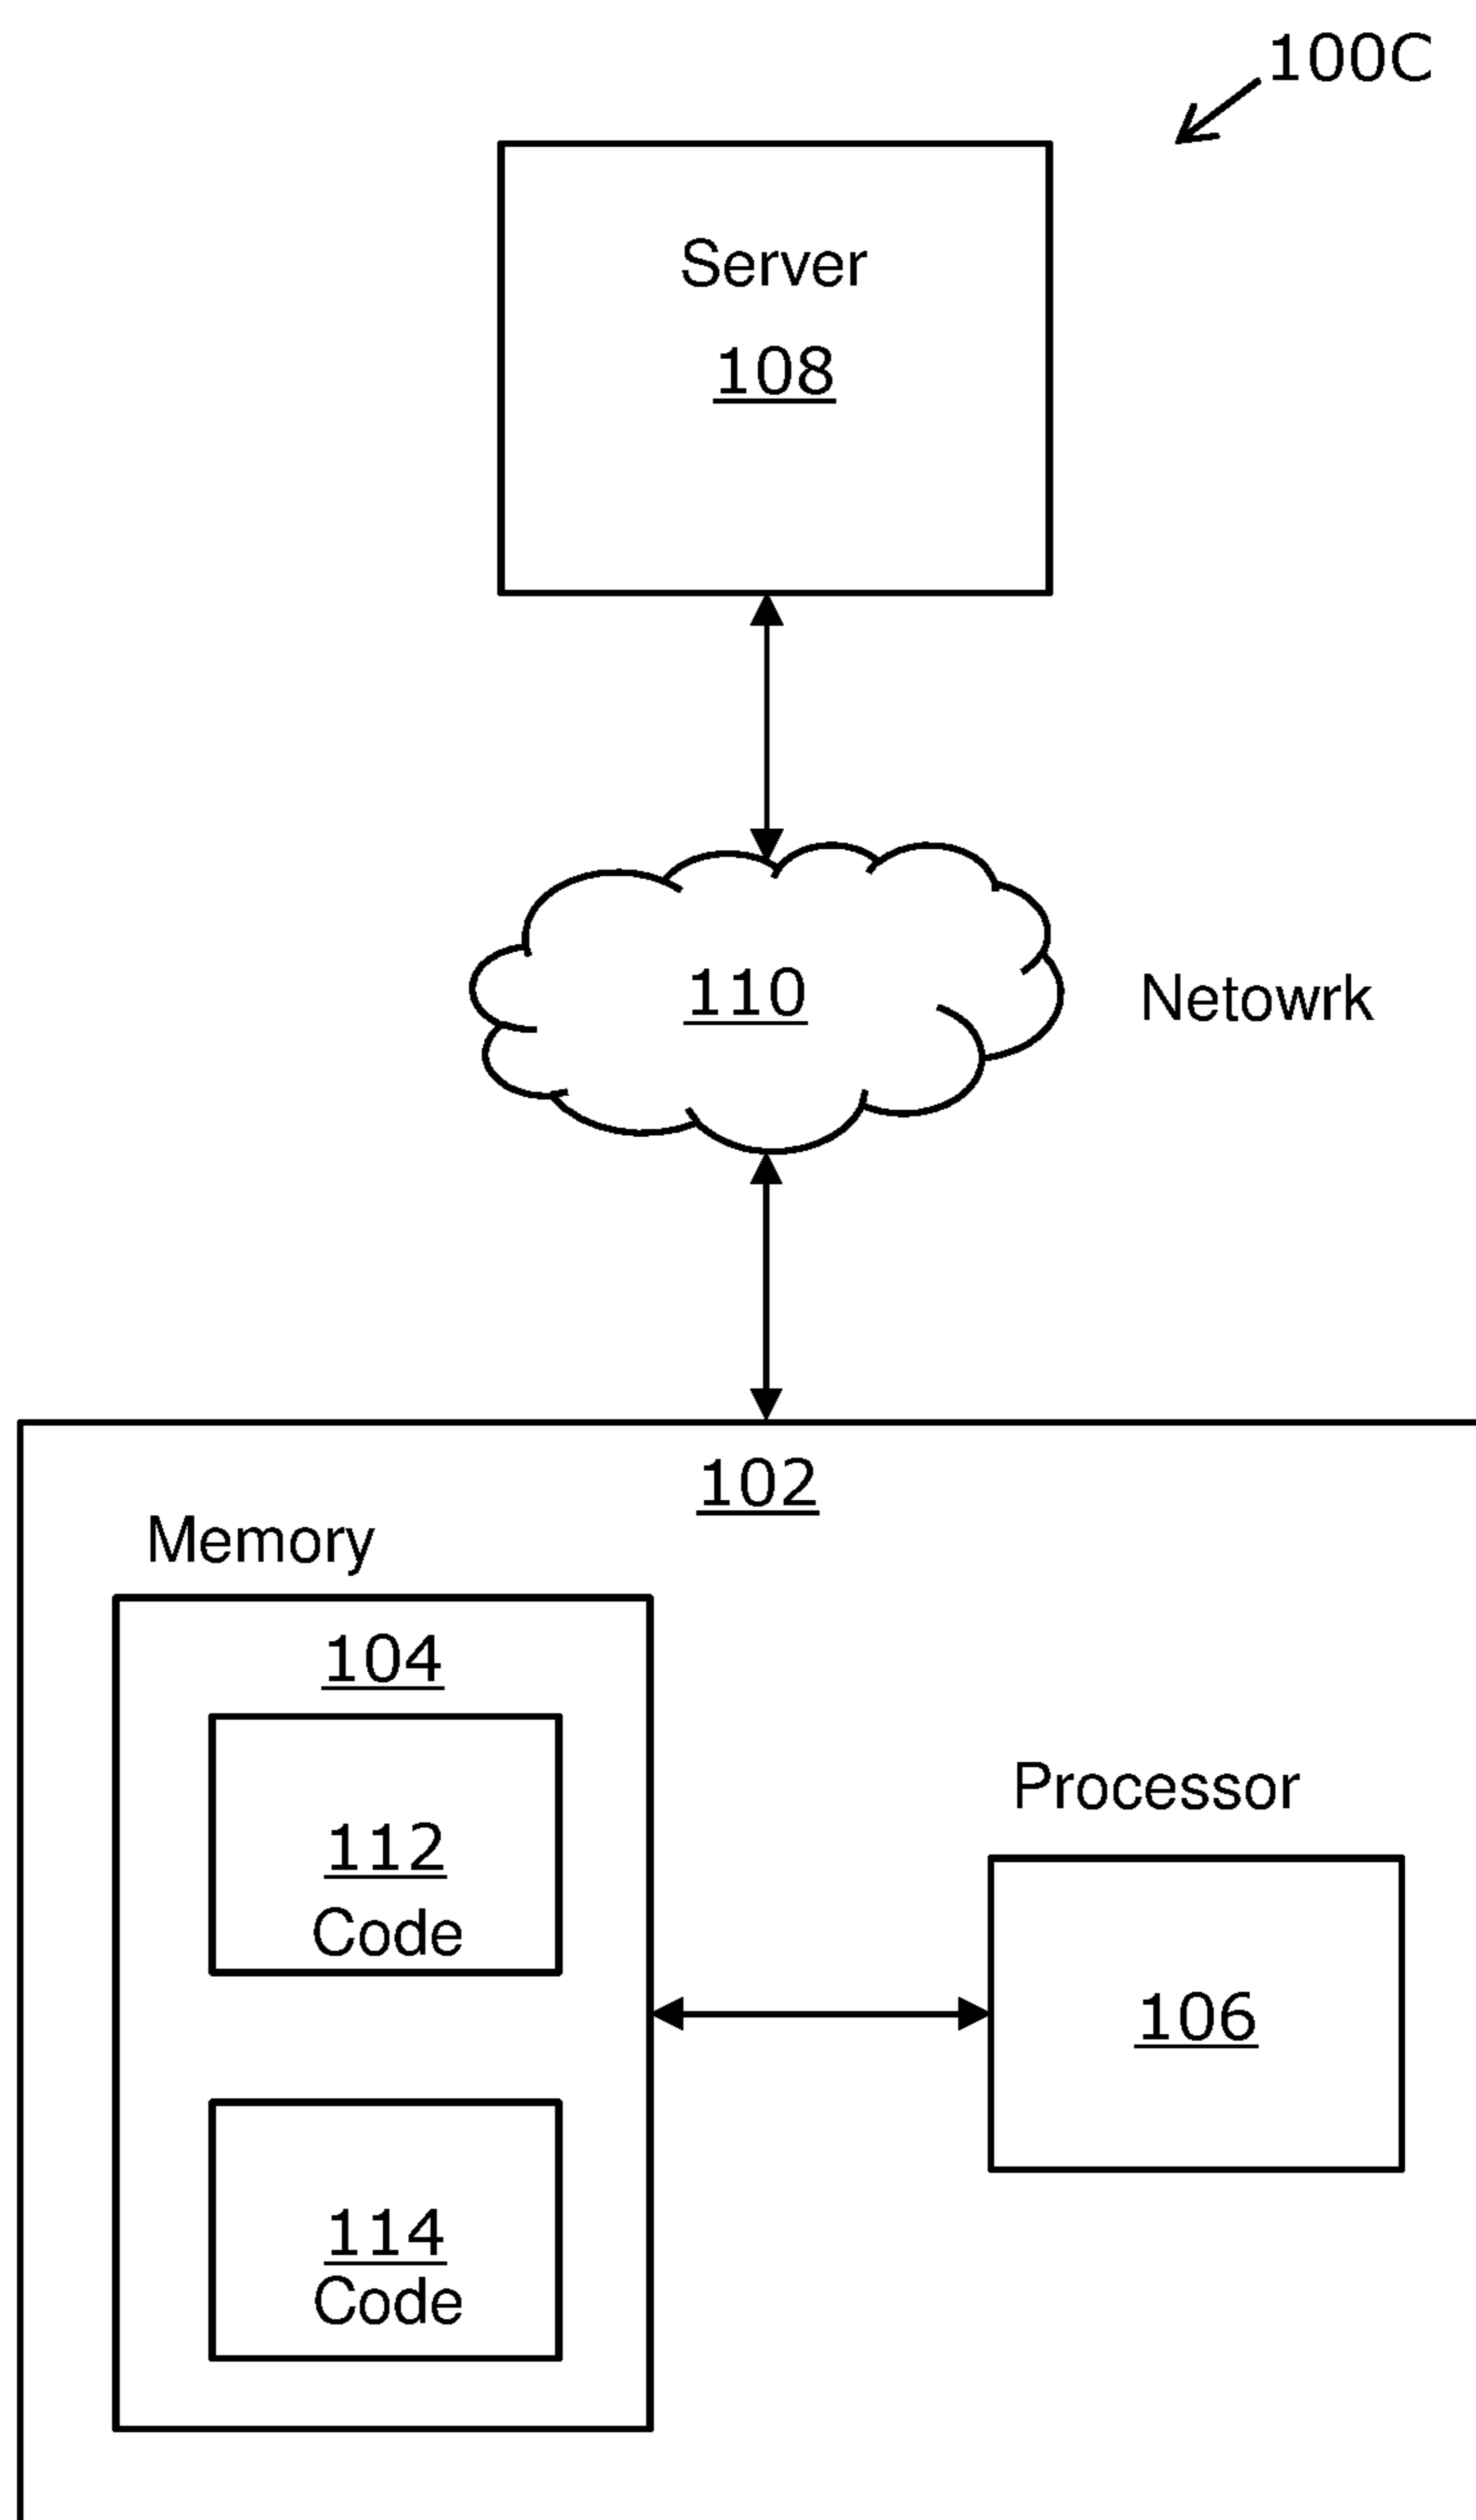 100C
Server
108
110
Netowrk
102
Memory
104
112
Code
Processor
106
114
Code